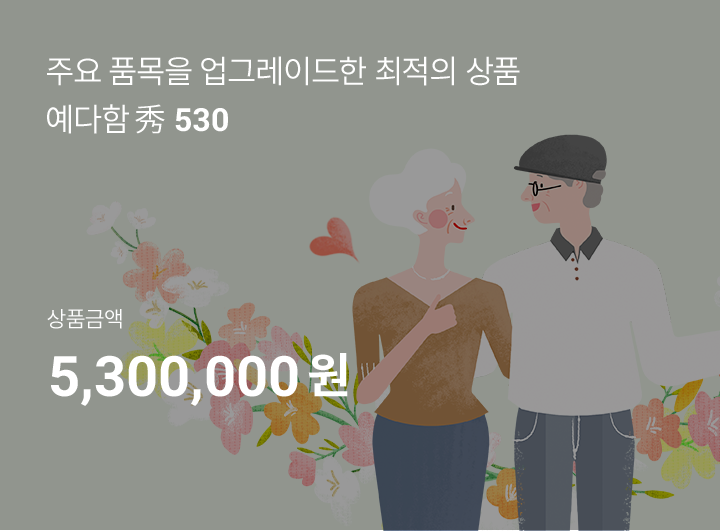 주요 품목을 업그레이드한 최적의 상품
예다함 秀 530
상품금액
5,300,000 원